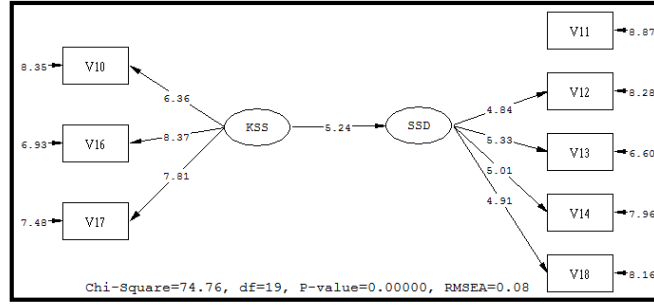 V11
8.87
8.35
V10
V12
8.28
6.36
4.84
6.93
V16
8.37
KSS
5.24
SSD
5.33
V13
6.60
7.81
5.01
7.48
V17
4.91
V14
7.96
V18
8.16
Chi-Square=74.76, df=19, P-value=0.00000, RMSEA=0.08